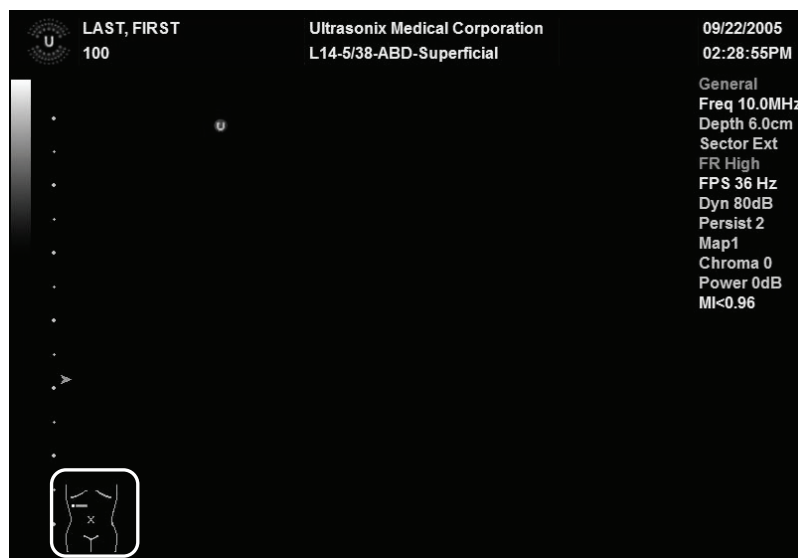 U
LAST, FIRST
100
Ultrasonix Medical Corporation
L14-5/38-ABD-Superficial
09/22/2005
02:28:55PM
U
General
Freq 10.0MHz
Depth 6.0cm
Sector Ext
FR High
FPS 36 Hz
Dyn 80dB
Persist 2
Map1
Chroma 0
Power 0dB
MI<0.96